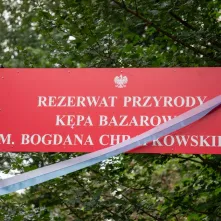 REZERWAT PRZYRODY
KĘPA BAZAROWA
M. BOGDANA